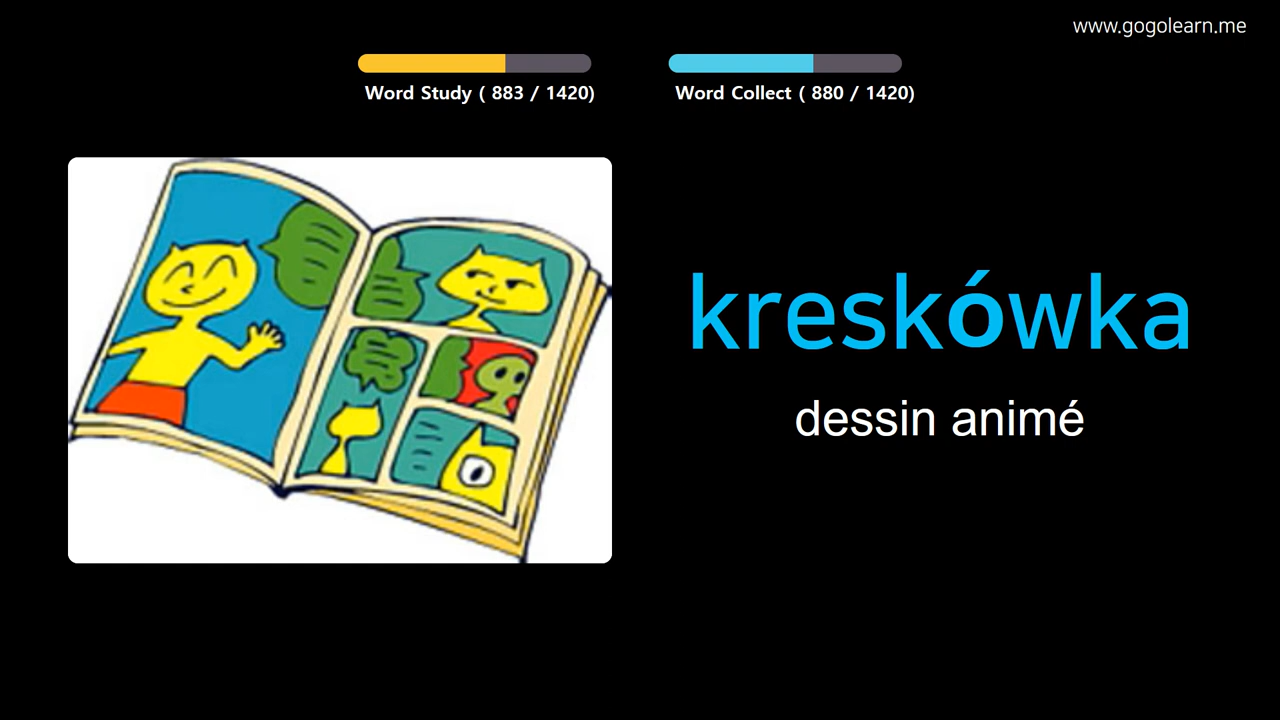 www.gogolearn.me
Word Study ( 883 / 1420)
Word Collect ( 880 / 1420)
kreskówka
dessin animé